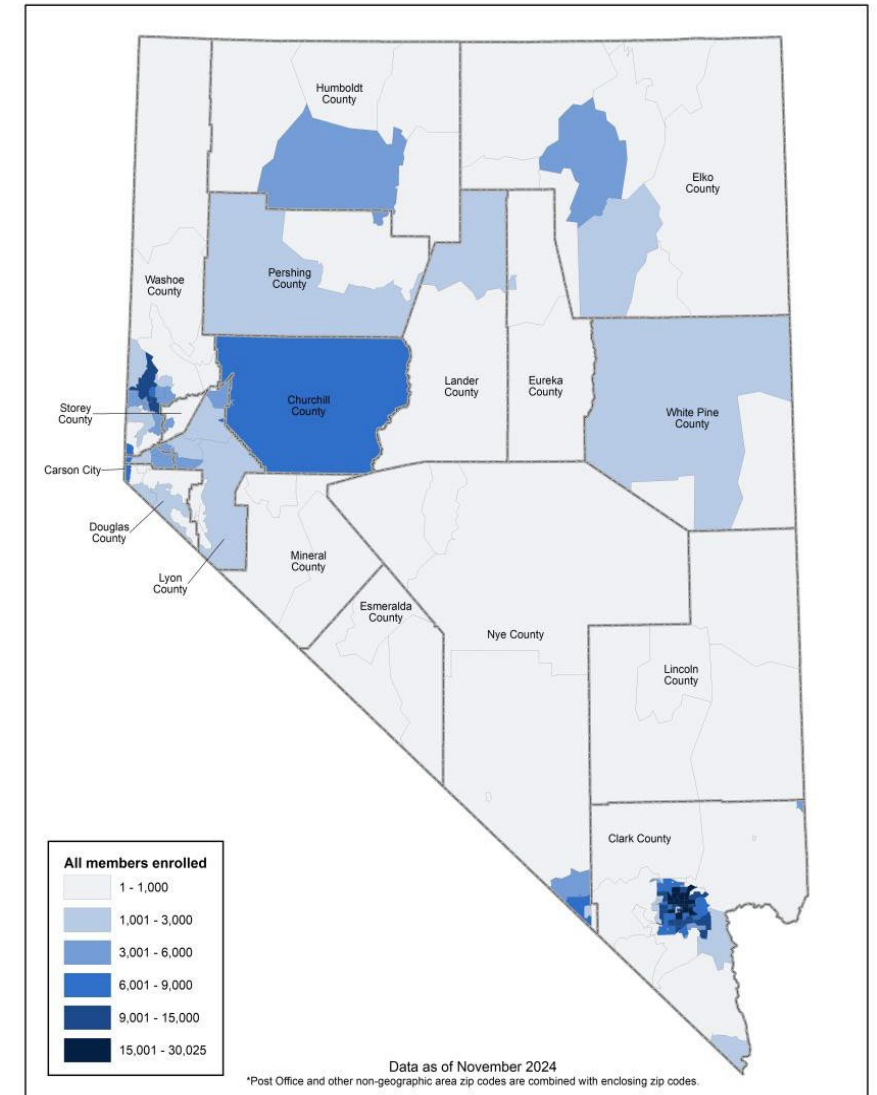 Humboldt
County
Elko
County
Pershing
County
Washoe
County
Lander
County
Eureka
County
Churchill
County
White Pine
County
Storey
County
Carson City
Douglas
County
Lyon
County
Mineral
County
Esmeralda
County
Nye County
Lincoln
County
Clark County
All members enrolled
1 - 1,000
1,001 - 3,000
3,001 - 6,000
6,001 - 9,000
9,001 - 15,000
15,001 - 30,025
Data as of November 2024
*Post Office and other non-geographic area zip codes are combined with enclosing zip codes.